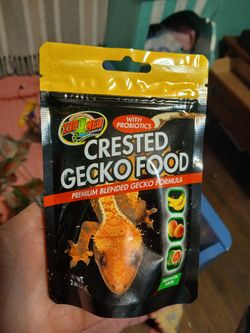 ZOO MED
WITH
PROBIOTICS
CRESTED
GECKO FOOD
PREMIUM BLENDED GECKO FORMULA